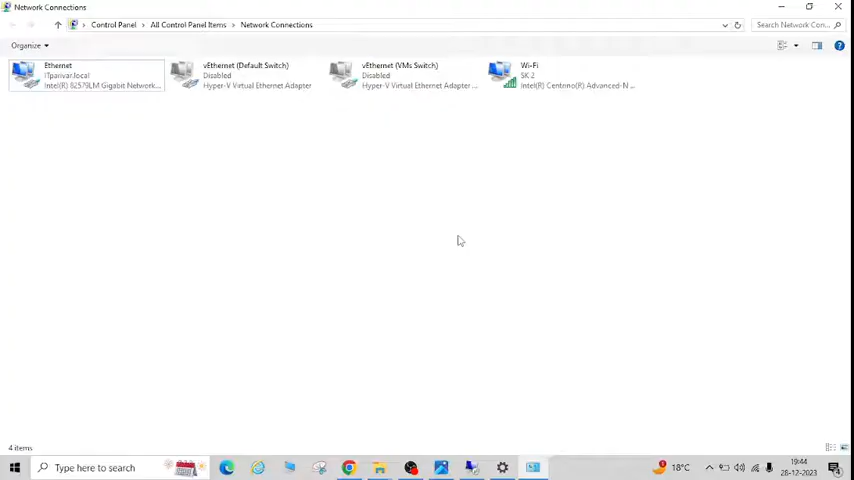 Network Connections
Control Panel > All Control Panel Items > Network Connections
Search Network Con...
Organize
Ethernet
ITparivar.local
Intel(R) 82579LM Gigabit Network...
vEthernet (Default Switch)
Disabled
Hyper-V Virtual Ethernet Adapter
vEthernet (VMs Switch)
Disabled
Hyper-V Virtual Ethernet Adapter ...
Wi-Fi
SK 2
Intel(R) Centrino(R) Advanced-N ...
4 items
Type here to search
18°C
19:44
28-12-2023
4